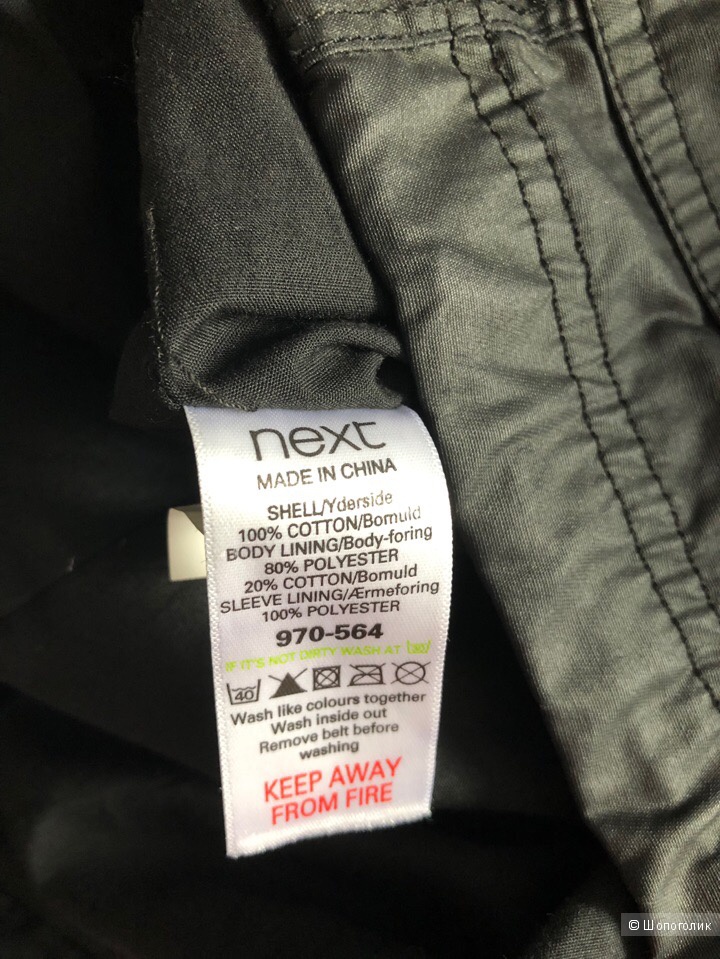 next
MADE IN CHINA
SHELL/Yderside
100% COTTON/Bomuld
BODY LINING/Body-foring
80% POLYESTER
20% COTTON/Bomuld
SLEEVE LINING/Ærmeforing
100% POLYESTER
970-564
IF IT'S NOT DIRTY WASH AT 30
40
Wash like colours together
Wash inside out
Remove belt before
washing
KEEP AWAY
FROM FIRE
© Шопоголик